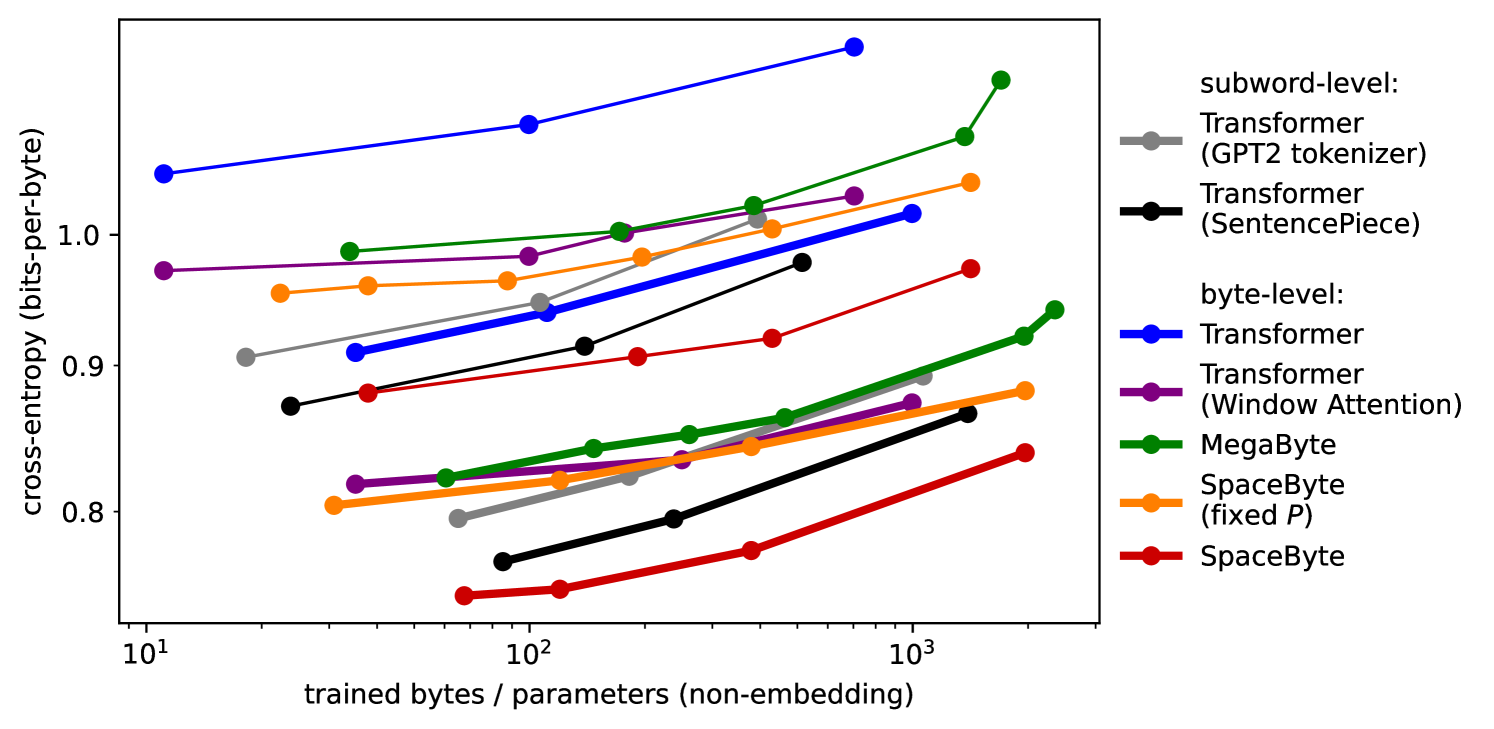 cross-entropy (bits-per-byte)
1.0
0.9
0.8
10¹
10²
10³
trained bytes / parameters (non-embedding)
subword-level:
Transformer
(GPT2 tokenizer)
Transformer
(SentencePiece)
byte-level:
Transformer
Transformer
(Window Attention)
MegaByte
SpaceByte
(fixed P)
SpaceByte